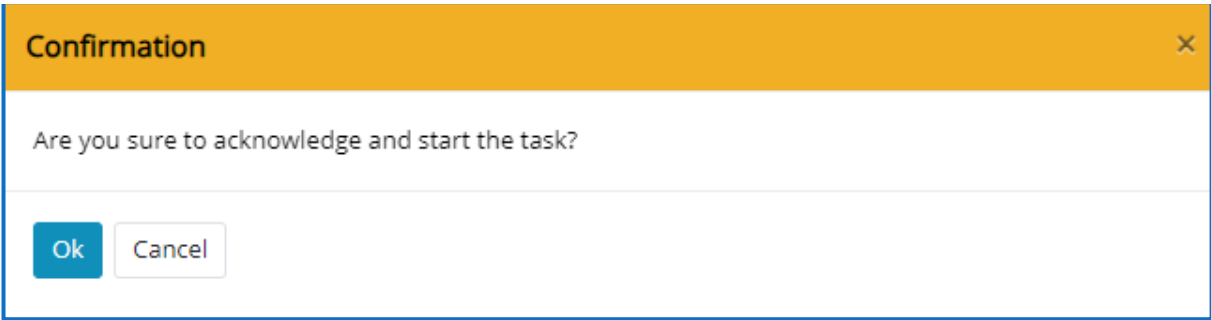 Confirmation
×
Are you sure to acknowledge and start the task?
Ok
Cancel